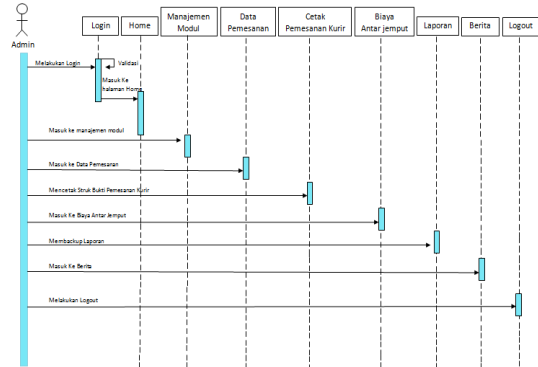 Admin
Login
Home
Manajemen
Modul
Data
Pemesanan
Cetak
Pemesanan Kurir
Biaya
Antar jemput
Laporan
Berita
Logout
Melakukan Login
Validasi
Masuk Ke
halaman Home
Masuk ke manajemen modul
Masuk ke Data Pemesanan
Mencetak Struk Bukti Pemesanan Kurir
Masuk Ke Biaya Antar Jemput
Membackup Laporan
Masuk Ke Berita
Melakukan Logout